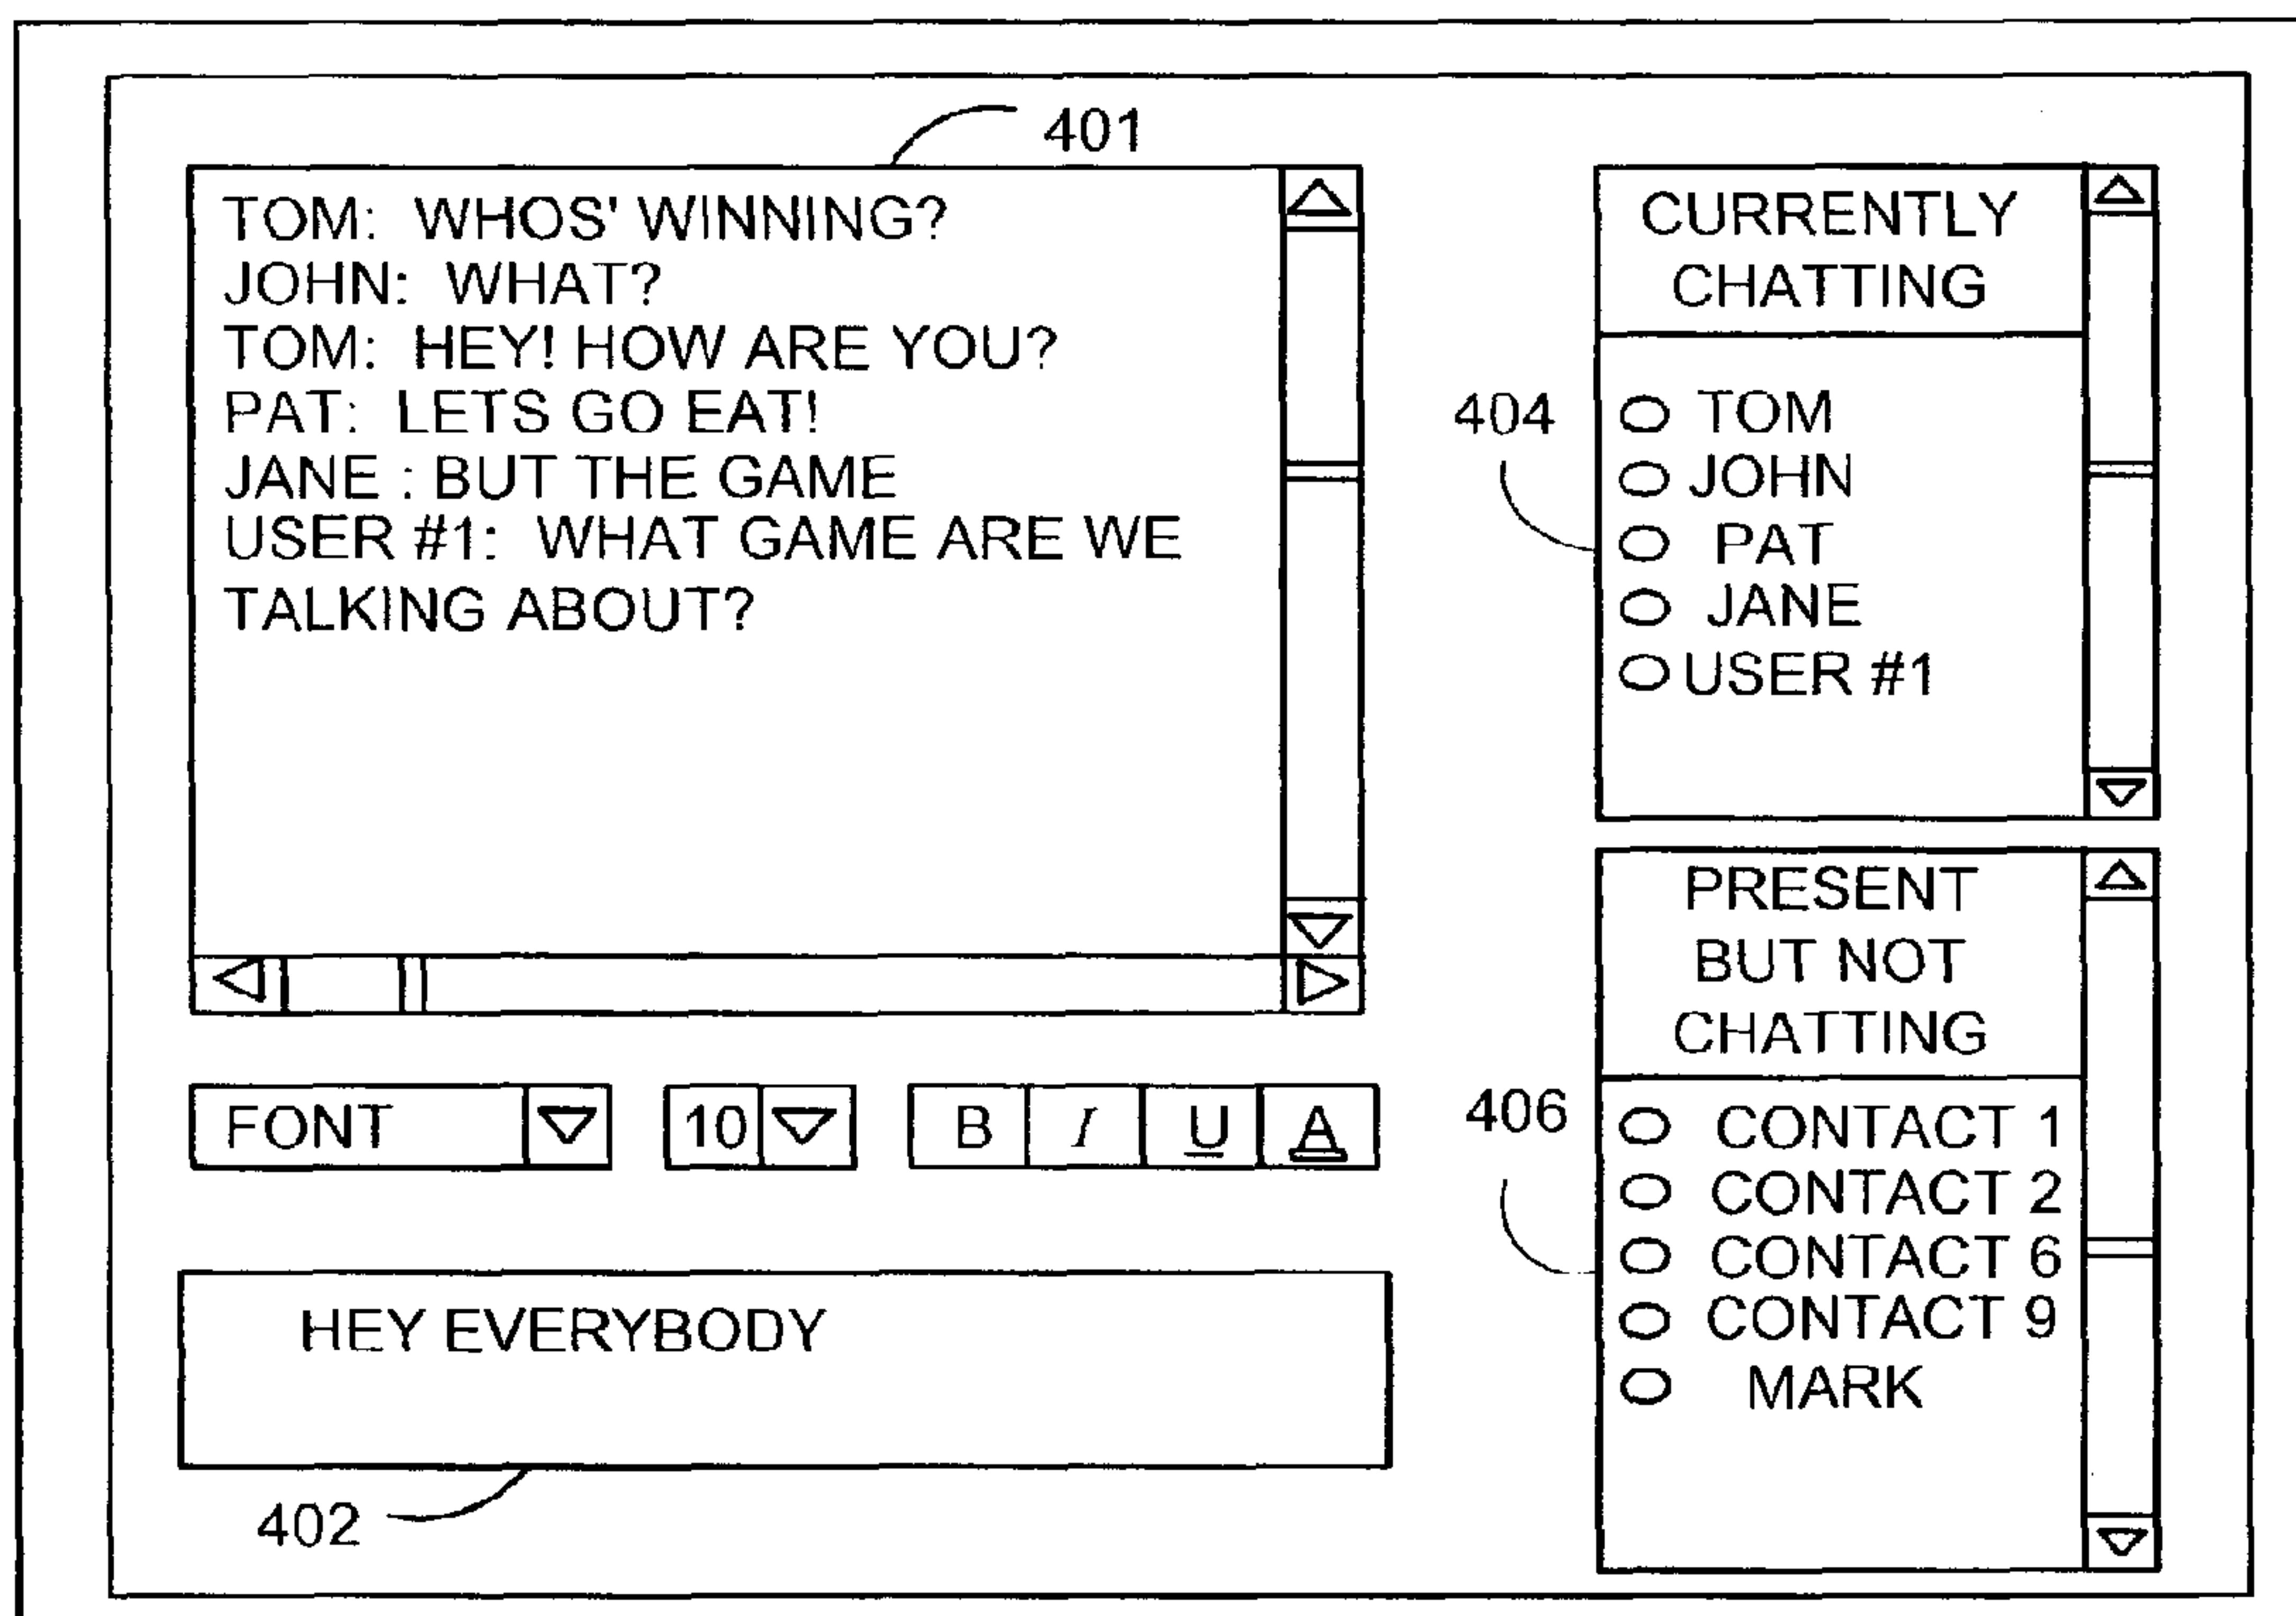 401
TOM: WHOS' WINNING?
JOHN: WHAT?
TOM: HEY! HOW ARE YOU?
PAT: LETS GO EAT!
JANE : BUT THE GAME
USER #1: WHAT GAME ARE WE
TALKING ABOUT?
FONT 10 B I U A
HEY EVERYBODY
402
CURRENTLY
CHATTING
404
TOM
JOHN
PAT
JANE
USER #1
PRESENT
BUT NOT
CHATTING
406
CONTACT 1
CONTACT 2
CONTACT 6
CONTACT 9
MARK